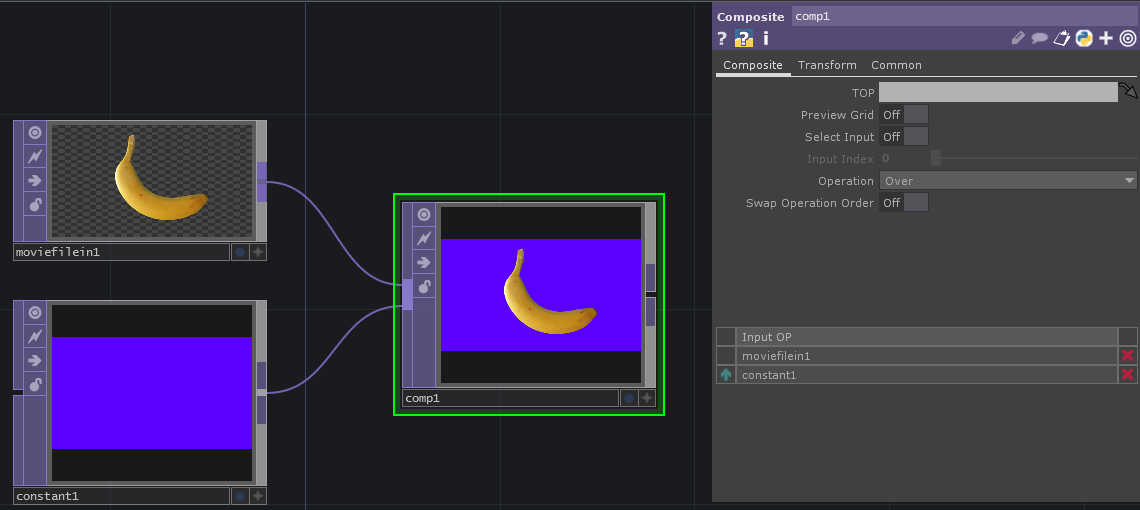 Composite comp1
? ? i
Composite Transform Common
TOP
Preview Grid Off
Select Input Off
Input Index 0
Operation Over
Swap Operation Order Off
Input OP
moviefilein1
constant1
moviefilein1
comp1
constant1